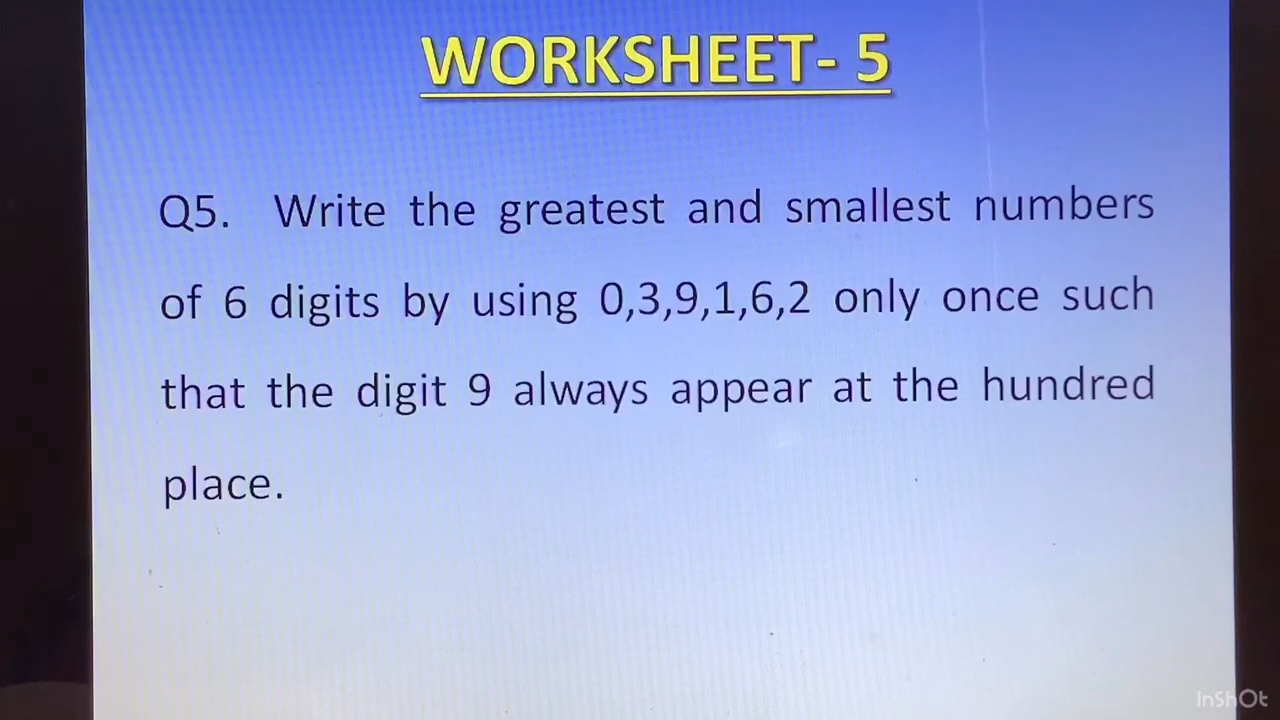 WORKSHEET- 5
Q5. Write the greatest and smallest numbers
of 6 digits by using 0,3,9,1,6,2 only once such
that the digit 9 always appear at the hundred
place.
InShOt